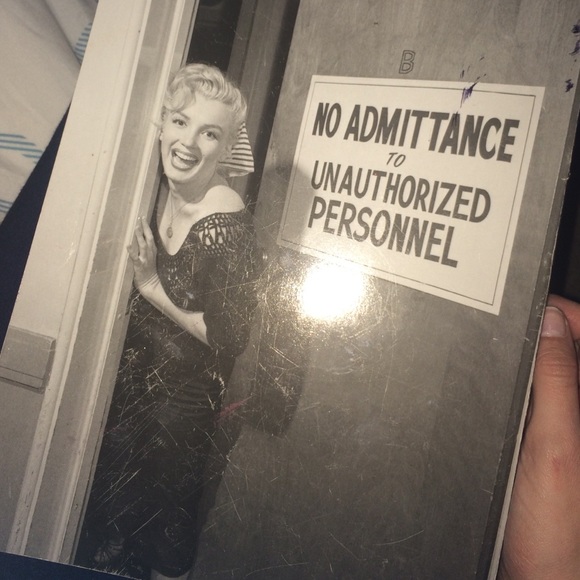 B
NO ADMITTANCE
TO
UNAUTHORIZED
PERSONNEL